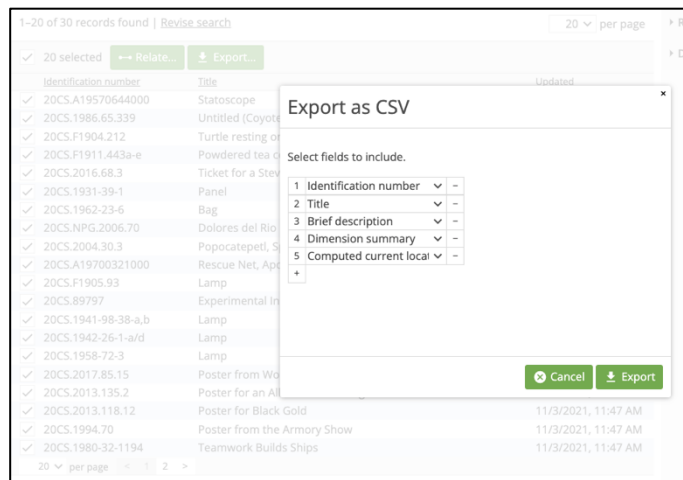 1–20 of 30 records found | Revise search
20 per page
R
20 selected Relate... Export...
D
Identification number Title Updated
20CS.A19570644000 Statoscope
20CS.1986.65.339 Untitled (Coyote
20CS.F1904.212 Turtle resting on
20CS.F1911.443a-e Powdered tea c
20CS.2016.68.3 Ticket for a Stev
20CS.1931-39-1 Panel
20CS.1962-23-6 Bag
20CS.NPG.2006.70 Dolores del Rio
20CS.2004.30.3 Popocatepetl, S
20CS.A19700321000 Rescue Net, Apo
20CS.F1905.93 Lamp
20CS.89797 Experimental In
20CS.1941-98-38-a,b Lamp
20CS.1942-26-1-a/d Lamp
20CS.1958-72-3 Lamp
20CS.2017.85.15 Poster from Wo
20CS.2013.135.2 Poster for an Al
20CS.2013.118.12 Poster for Black Gold 11/3/2021, 11:47 AM
20CS.1994.70 Poster from the Armory Show 11/3/2021, 11:47 AM
20CS.1980-32-1194 Teamwork Builds Ships 11/3/2021, 11:47 AM
20 per page < 1 2 >
×
Export as CSV
Select fields to include.
1 Identification number −
2 Title −
3 Brief description −
4 Dimension summary −
5 Computed current locat −
+
Cancel Export